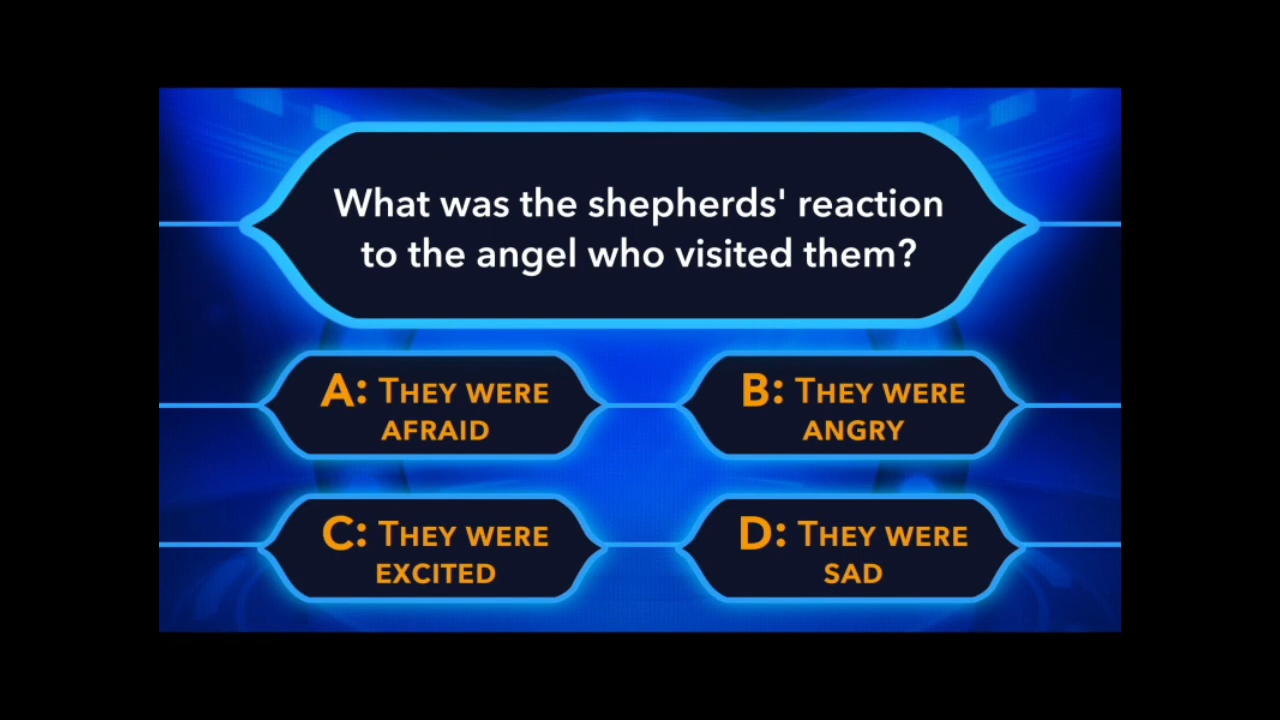 What was the shepherds' reaction
to the angel who visited them?
A: They were
afraid
B: They were
angry
C: They were
excited
D: They were
sad